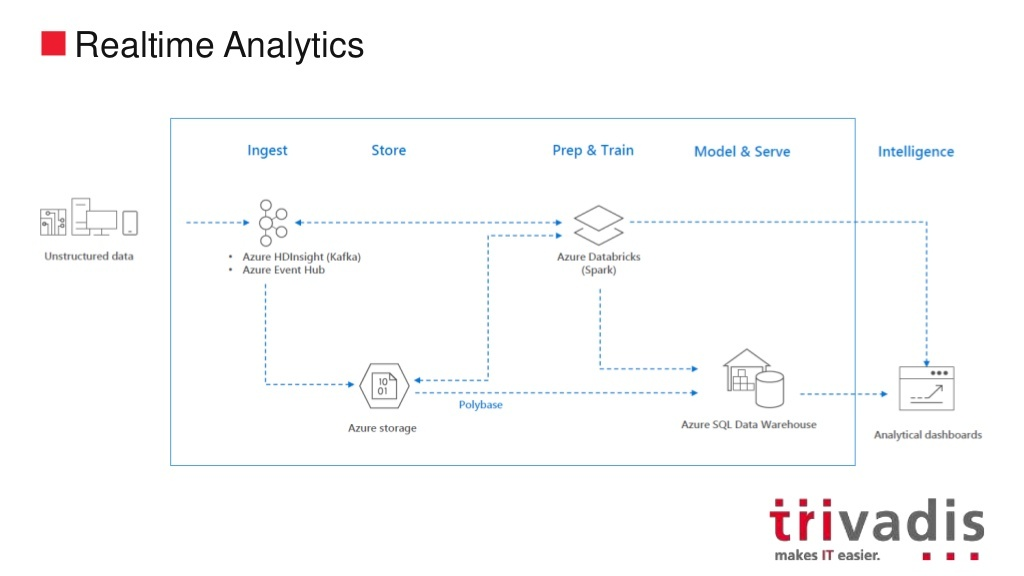 Realtime Analytics
Ingest
Store
Prep & Train
Model & Serve
Intelligence
Unstructured data
• Azure HDInsight (Kafka)
• Azure Event Hub
Azure Databricks
(Spark)
10
01
Azure storage
Polybase
Azure SQL Data Warehouse
Analytical dashboards
trivadis
makes IT easier.